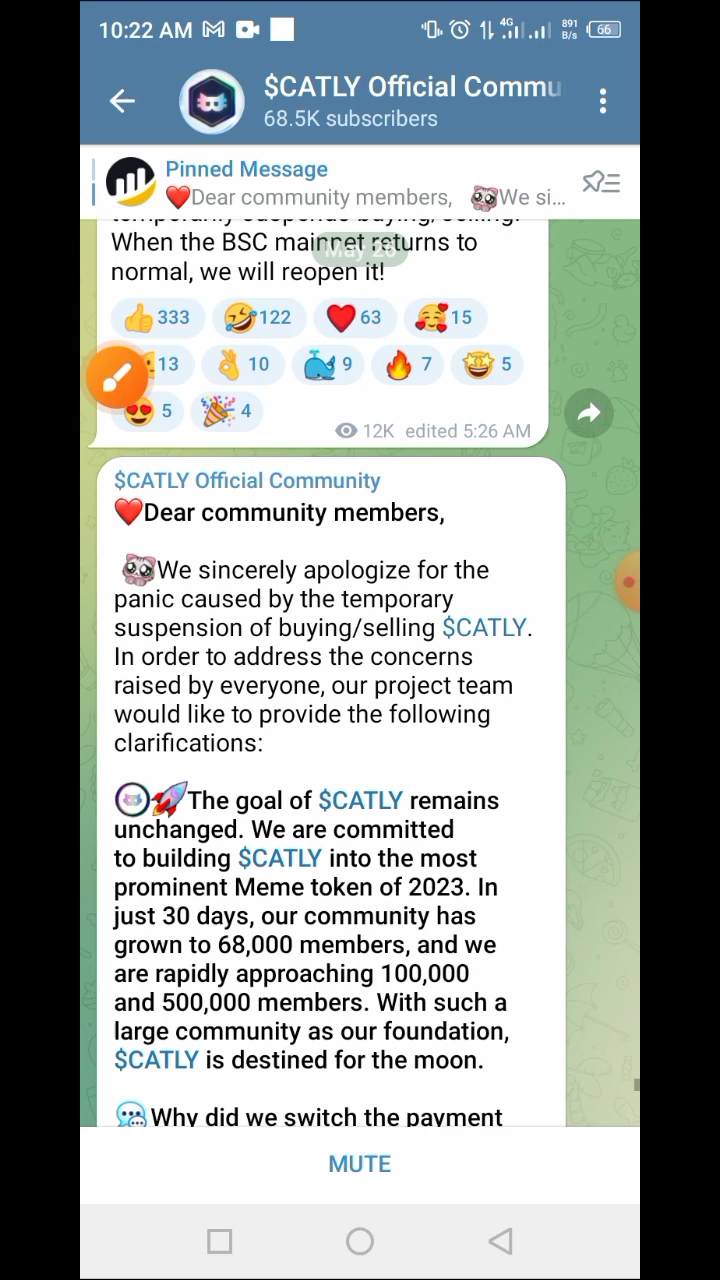 10:22 AM
4G
891
B/s
66
$CATLY Official Commu
68.5K subscribers
Pinned Message
❤️Dear community members, We si...
temporarily suspends buying/selling.
May 26
When the BSC mainnet returns to
normal, we will reopen it!
👍333 🤣122 ❤️63 🥰15
13 👌10 🐳9 🔥7 🤩5
😍5 🎉4
12K edited 5:26 AM
$CATLY Official Community
❤️Dear community members,
We sincerely apologize for the
panic caused by the temporary
suspension of buying/selling $CATLY.
In order to address the concerns
raised by everyone, our project team
would like to provide the following
clarifications:
🚀The goal of $CATLY remains
unchanged. We are committed
to building $CATLY into the most
prominent Meme token of 2023. In
just 30 days, our community has
grown to 68,000 members, and we
are rapidly approaching 100,000
and 500,000 members. With such a
large community as our foundation,
$CATLY is destined for the moon.
💬Why did we switch the payment
MUTE